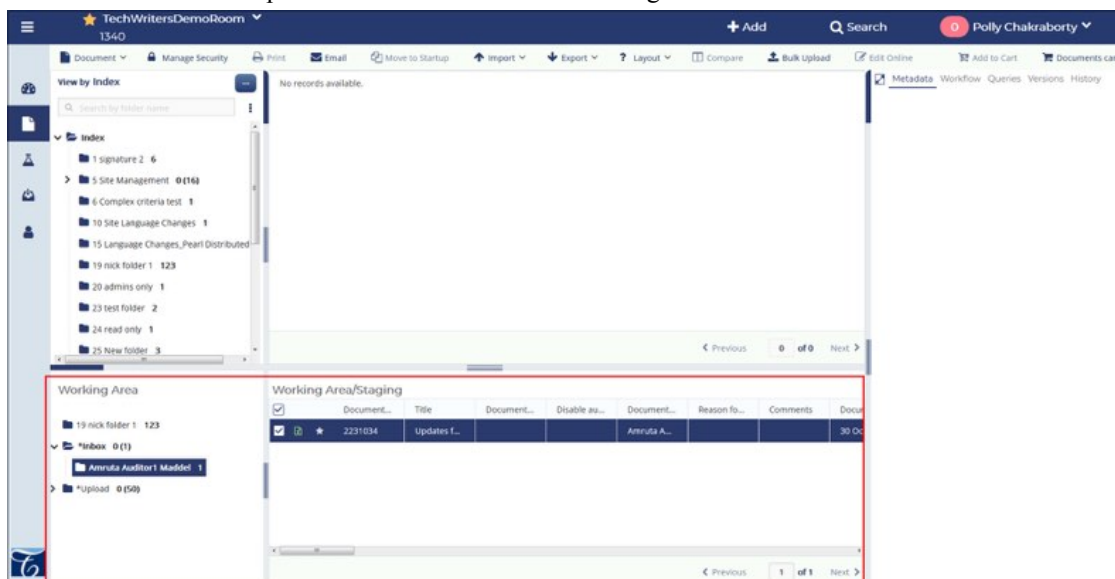 TechWritersDemoRoom
1340
Add
Search
0
Polly Chakraborty
Document
Manage Security
Print
Email
Move to Startup
Import
Export
? Layout
Compare
Bulk Upload
Edit Online
Add to Cart
Documents car
View by Index
...
Search by folder name
Index
1 signature 2 6
5 Site Management 0 (16)
6 Complex criteria test 1
10 Site Language Changes 1
15 Language Changes_Pearl Distributed
19 nick folder 1 123
20 admins only 1
23 test folder 2
24 read only 1
25 New folder 3
No records available.
Previous 0 of 0 Next
Metadata Workflow Queries Versions History
Working Area
19 nick folder 1 123
*Inbox 0 (1)
Amruta Auditor1 Maddel 1
*Upload 0 (50)
Working Area/Staging
Document... Title Document... Disable au... Document... Reason fo... Comments Docur
2231034 Updates f... Amruta A... 30 Oc
Previous 1 of 1 Next